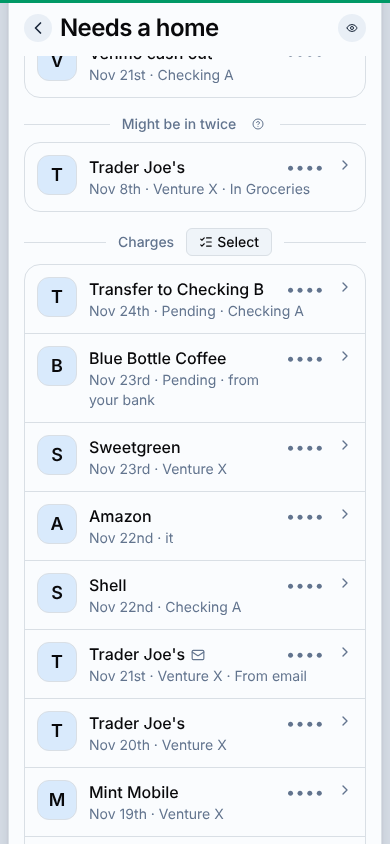 Needs a home
V
Venmo cash out
Nov 21st · Checking A
Might be in twice
T
Trader Joe's
Nov 8th · Venture X · In Groceries
Charges
Select
T
Transfer to Checking B
Nov 24th · Pending · Checking A
B
Blue Bottle Coffee
Nov 23rd · Pending · from
your bank
S
Sweetgreen
Nov 23rd · Venture X
A
Amazon
Nov 22nd · it
S
Shell
Nov 22nd · Checking A
T
Trader Joe's
Nov 21st · Venture X · From email
T
Trader Joe's
Nov 20th · Venture X
M
Mint Mobile
Nov 19th · Venture X